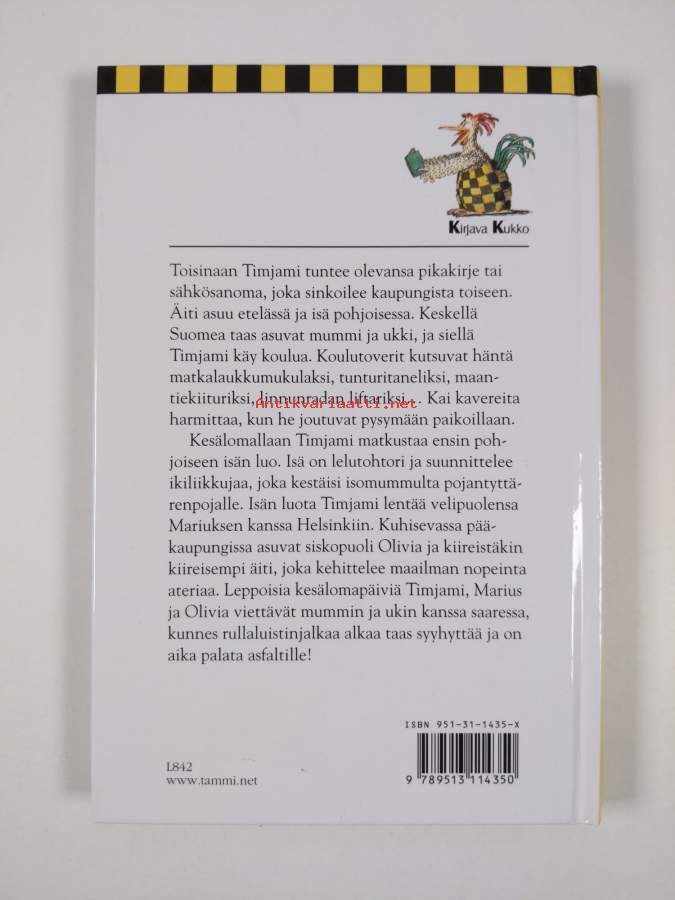 Kirjava Kukko
Toisinaan Timjami tuntee olevansa pikakirje tai
sähkösanoma, joka sinkoilee kaupungista toiseen.
Äiti asuu etelässä ja isä pohjoisessa. Keskellä
Suomea taas asuvat mummi ja ukki, ja siellä
Timjami käy koulua. Koulutoverit kutsuvat häntä
matkalaukkumukulaksi, tunturitaneliksi, maan-
tiekiituriksi, linnunradan liftariksi... Kai kavereita
Antikvariaatti.net
harmittaa, kun he joutuvat pysymään paikoillaan.
Kesälomallaan Timjami matkustaa ensin poh-
joiseen isän luo. Isä on lelutohtori ja suunnittelee
ikiliikkujaa, joka kestäisi isomummulta pojantyttä-
renpojalle. Isän luota Timjami lentää velipuolensa
Mariuksen kanssa Helsinkiin. Kuhisevassa pää-
kaupungissa asuvat siskopuoli Olivia ja kiireistäkin
kiireisempi äiti, joka kehittelee maailman nopeinta
ateriaa. Leppoisia kesälomapäiviä Timjami, Marius
ja Olivia viettävät mummin ja ukin kanssa saaressa,
kunnes rullaluistinjalkaa alkaa taas syyhyttää ja on
aika palata asfaltille!
ISBN 951-31-1435-X
L842
www.tammi.net
9 789513 114350